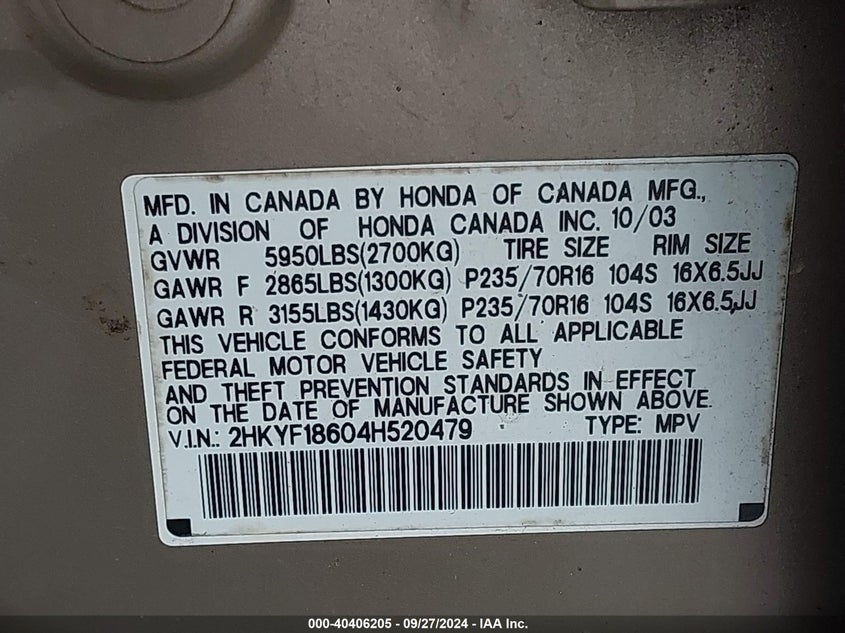 MFD. IN CANADA BY HONDA OF CANADA MFG.,
A DIVISION OF HONDA CANADA INC. 10/03
GVWR 5950LBS(2700KG) TIRE SIZE RIM SIZE
GAWR F 2865LBS(1300KG) P235/70R16 104S 16X6.5JJ
GAWR R 3155LBS(1430KG) P235/70R16 104S 16X6.5JJ
THIS VEHICLE CONFORMS TO ALL APPLICABLE
FEDERAL MOTOR VEHICLE SAFETY
AND THEFT PREVENTION STANDARDS IN EFFECT
ON THE DATE OF MANUFACTURE SHOWN ABOVE.
V.I.N.: 2HKYF18604H520479 TYPE: MPV
000-40406205 - 09/27/2024 - IAA Inc.